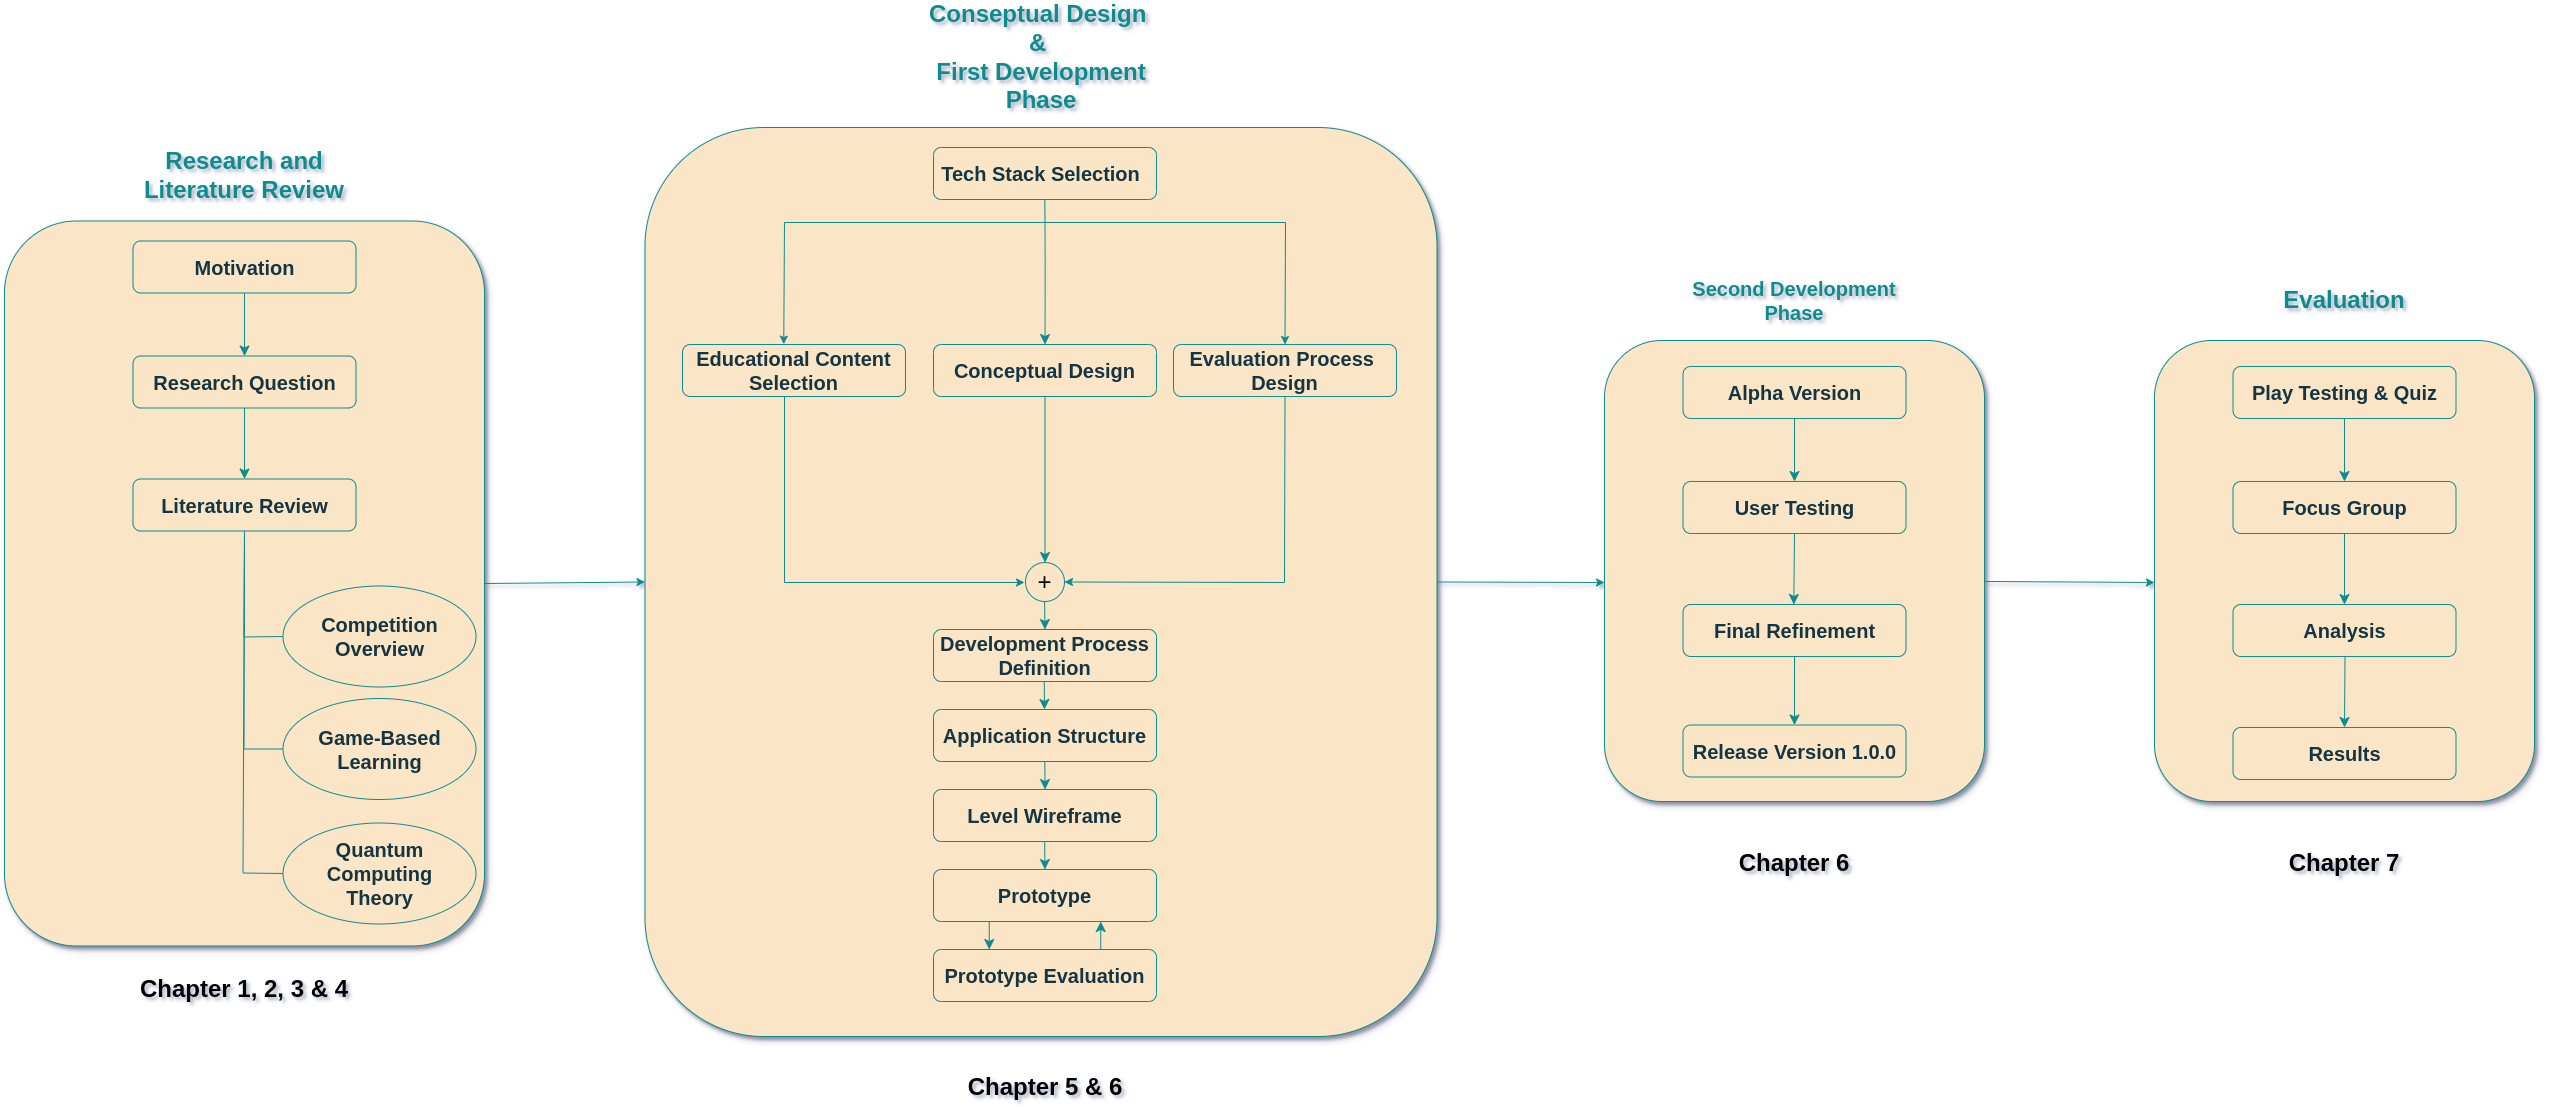 Research and
Literature Review
Motivation
Research Question
Literature Review
Competition
Overview
Game-Based
Learning
Quantum
Computing
Theory
Chapter 1, 2, 3 & 4
Conseptual Design
&
First Development
Phase
Tech Stack Selection
Educational Content
Selection
Conceptual Design
Evaluation Process
Design
+
Development Process
Definition
Application Structure
Level Wireframe
Prototype
Prototype Evaluation
Chapter 5 & 6
Second Development
Phase
Alpha Version
User Testing
Final Refinement
Release Version 1.0.0
Chapter 6
Evaluation
Play Testing & Quiz
Focus Group
Analysis
Results
Chapter 7